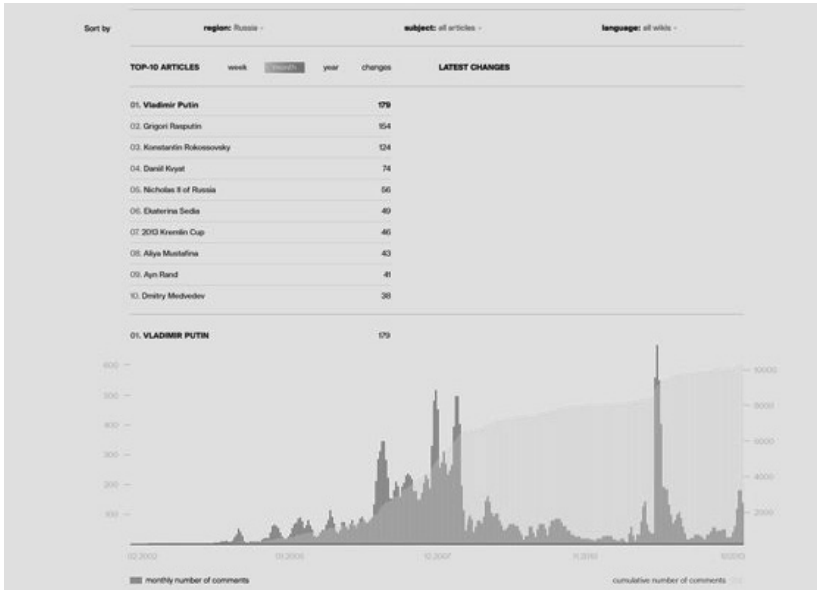 Sort by region: Russia subject: all articles language: all wikis
TOP-10 ARTICLES week month year changes LATEST CHANGES
01. Vladimir Putin 179
02. Grigori Rasputin 154
03. Konstantin Rokossovsky 124
04. Daniil Kvyat 74
05. Nicholas II of Russia 56
06. Ekaterina Sedia 49
07. 2013 Kremlin Cup 46
08. Aliya Mustafina 43
09. Ayn Rand 41
10. Dmitry Medvedev 38
01. VLADIMIR PUTIN 179
600 10000
500 8000
400 6000
300 4000
200 2000
100
02.2002 12.2007 10.2013
monthly number of comments cumulative number of comments